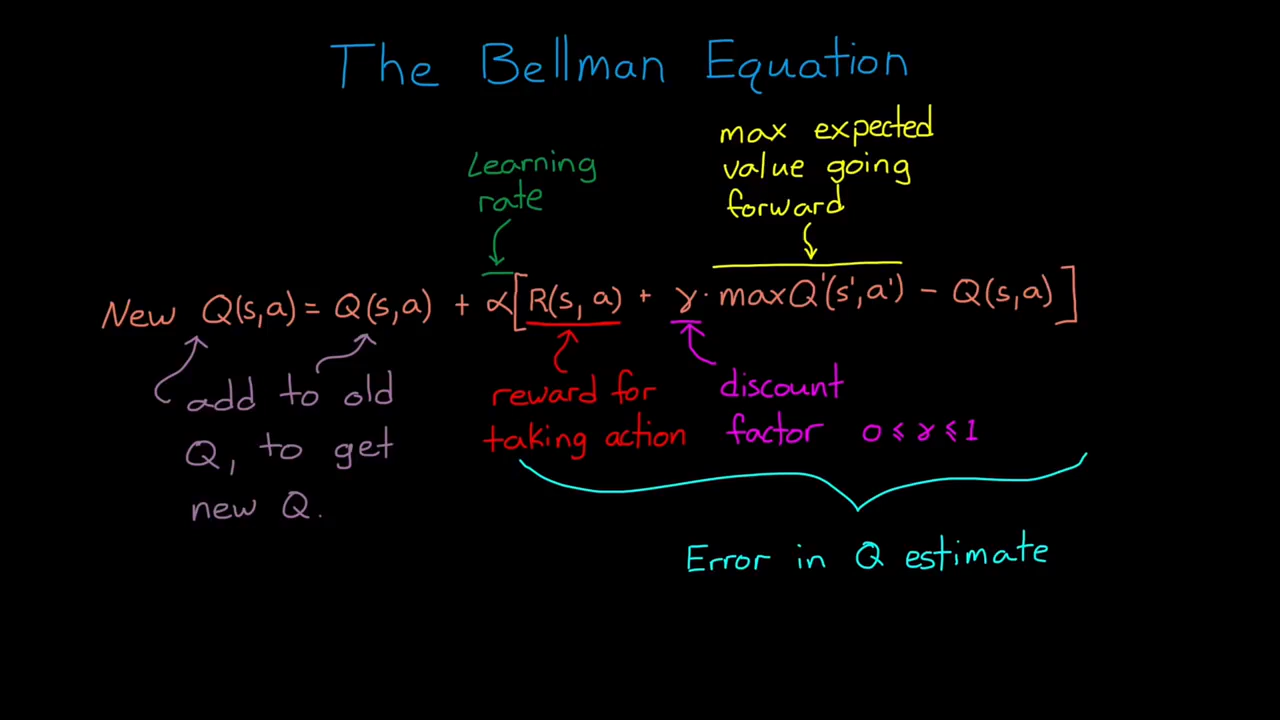 The Bellman Equation
max expected
value going
forward
Learning
rate
New Q(s,a) = Q(s,a) + α[R(s,a) + γ·maxQ'(s',a') − Q(s,a)]
add to old
Q, to get
new Q.
reward for
taking action
discount
factor 0 ≤ γ ≤ 1
Error in Q estimate